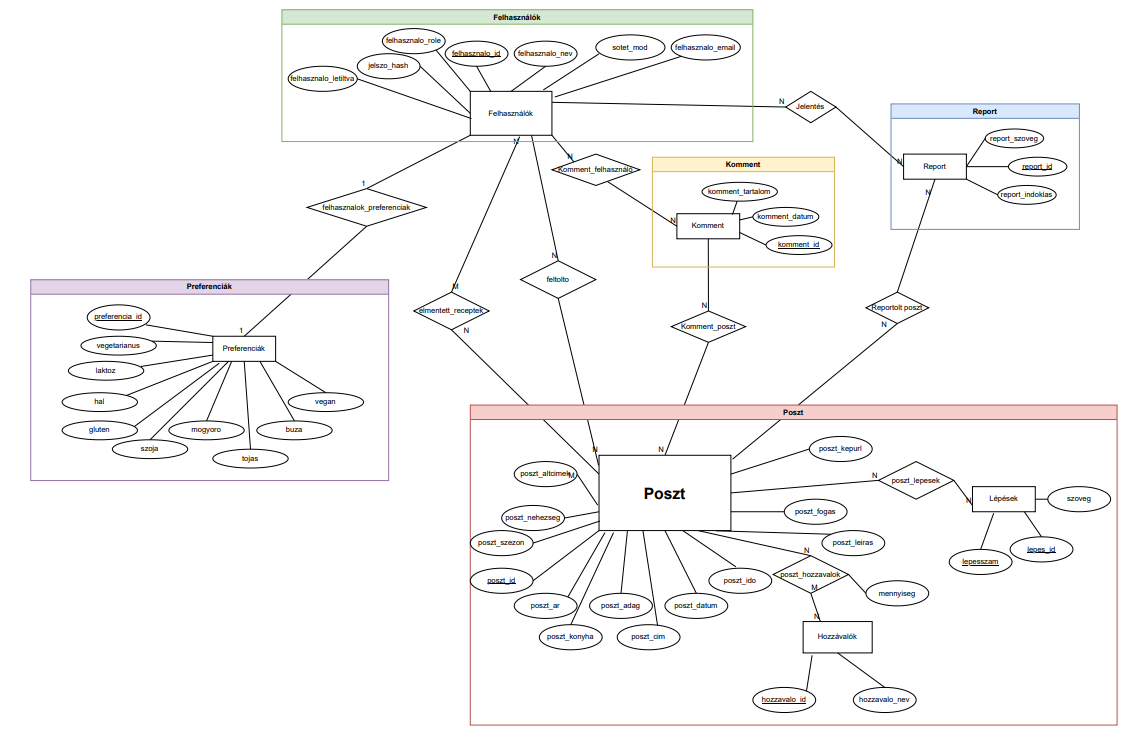 Felhasználók
felhasznalo_role
felhasznalo_id
felhasznalo_nev
sotet_mod
felhasznalo_email
jelszo_hash
felhasznalo_letiltva
Felhasználók
N
Jelentés
Report
report_szoveg
N
Report
report_id
report_indoklas
N
N
N
Komment_felhasználó
Komment
komment_tartalom
komment_datum
N
Komment
komment_id
1
felhasznalok_preferenciak
M
elmentett_receptek
N
N
feltolto
N
Komment_poszt
Reportolt poszt
N
Preferenciák
preferencia_id
1
vegetarianus
Preferenciák
laktoz
hal
vegan
gluten
mogyoro
buza
szoja
tojas
Poszt
N
N
poszt_kepurl
poszt_altcimek
M
Poszt
N
poszt_lepesek
N
Lépések
szoveg
poszt_nehezseg
poszt_fogas
poszt_szezon
poszt_leiras
lepes_id
lepesszam
N
poszt_id
poszt_ido
poszt_hozzavalok
M
mennyiseg
poszt_ar
poszt_adag
poszt_datum
N
poszt_konyha
poszt_cim
Hozzávalók
hozzavalo_id
hozzavalo_nev